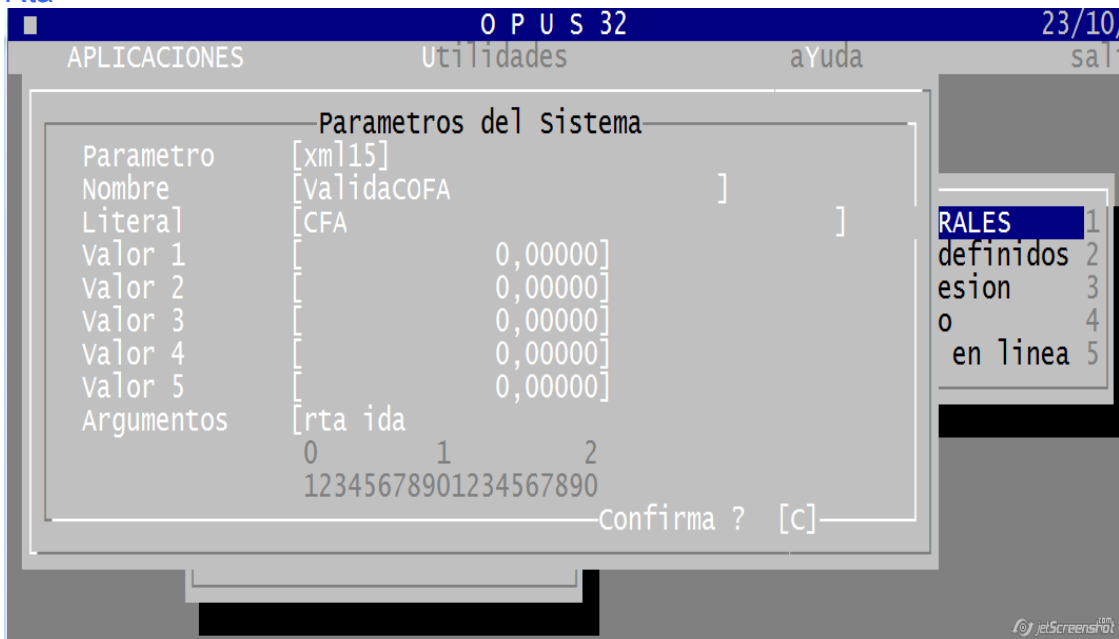 O P U S 32 23/10/
APLICACIONES Utilidades aYuda sali
Parametros del Sistema
Parametro [xml15]
Nombre [ValidaCOFA ]
Literal [CFA ]
Valor 1 [ 0,00000]
Valor 2 [ 0,00000]
Valor 3 [ 0,00000]
Valor 4 [ 0,00000]
Valor 5 [ 0,00000]
Argumentos [rta ida
0 1 2
12345678901234567890
Confirma ? [C]
RALES 1
definidos 2
esion 3
o 4
en linea 5
jetScreenshot.com